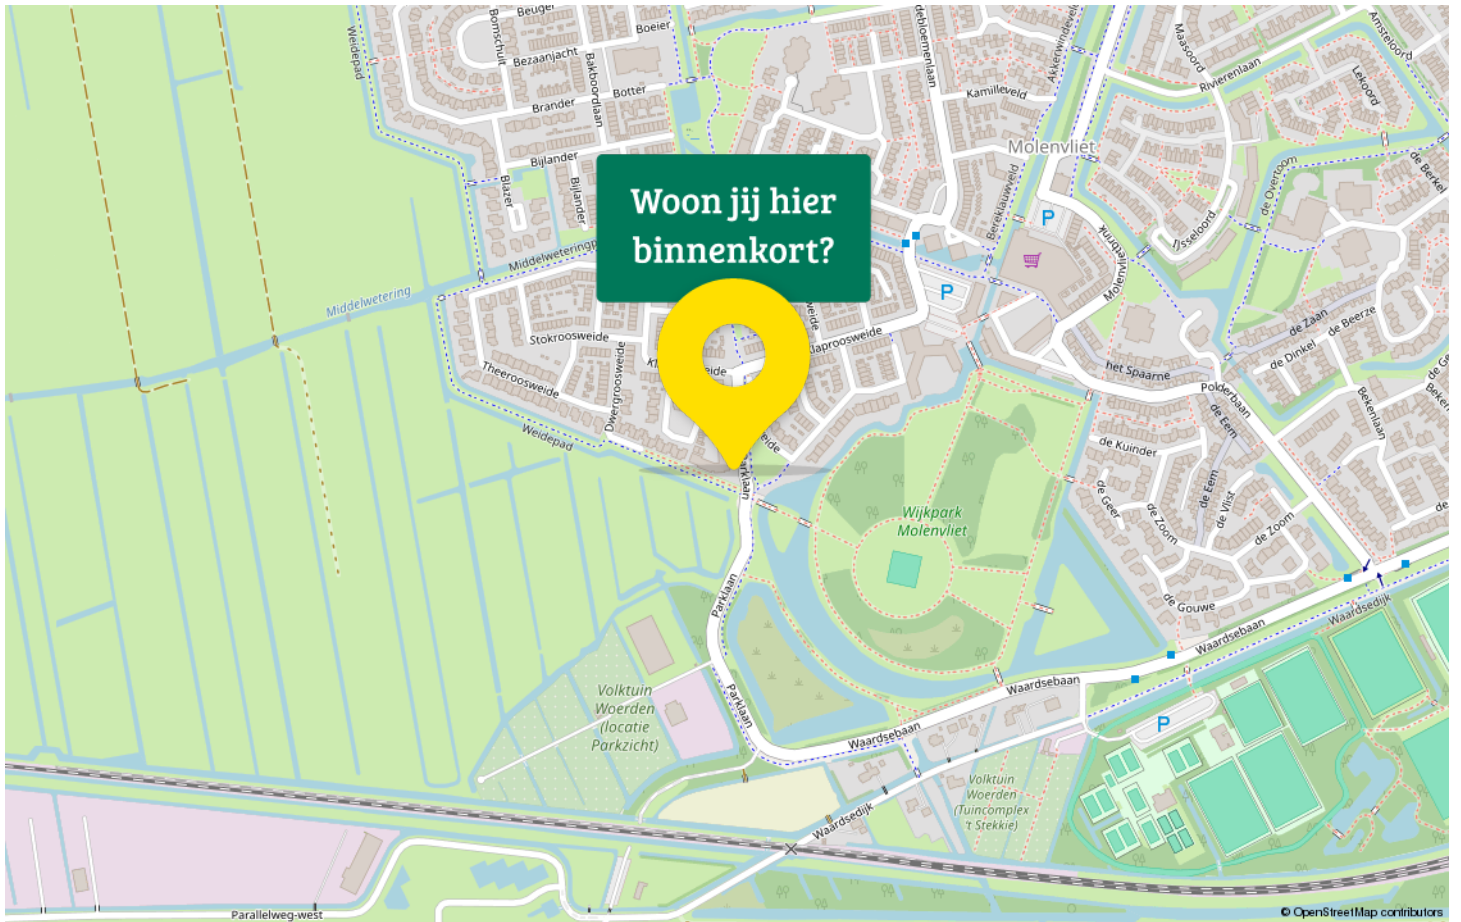 Beuger
Boeier
Bomschuit
Bezaanjacht
Weidepad
Bakboordlaan
Brander
Botter
Bijlander
Bijlander
Blazer
Kamilleveld
Akkerwindeveld
Maasoord
Rivierenlaan
Amsteloord
Lekoord
Molenvliet
Bereklauwveld
P
de Overtoom
de Berkel
IJsseloord
Molenvlietbrink
Woon jij hier
binnenkort?
Middelwetering
P
Stokroosweide
Theeroosweide
Dwergroosweide
Klaproosweide
Weidepad
het Spaarne
Polderbaan
de Zaan
de Beerze
de Dinkel
Bekenlaan
de Eem
de Kuinder
de Eem
de Geer
de Vlist
de Zoom
de Zoom
de Gouwe
Parklaan
Wijkpark
Molenvliet
Parklaan
Parklaan
Waardsebaan
Waardsebaan
Waardsebaan
Waardsedijk
Volktuin
Woerden
(locatie
Parkzicht)
P
Volktuin
Woerden
(Tuincomplex
't Stekkie)
Waardsedijk
Parallelweg-west
© OpenStreetMap contributors